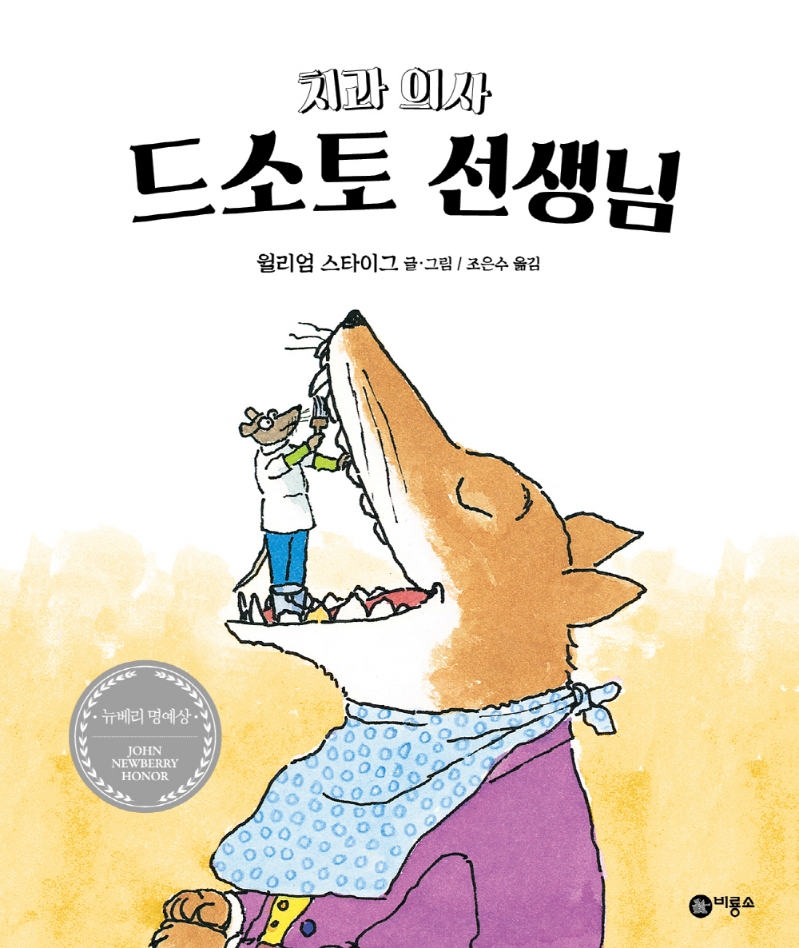 치과 의사
드소토 선생님
윌리엄 스타이그 글·그림 / 조은수 옮김
· 뉴베리 명예상 ·
JOHN
NEWBERRY
HONOR
비룡소